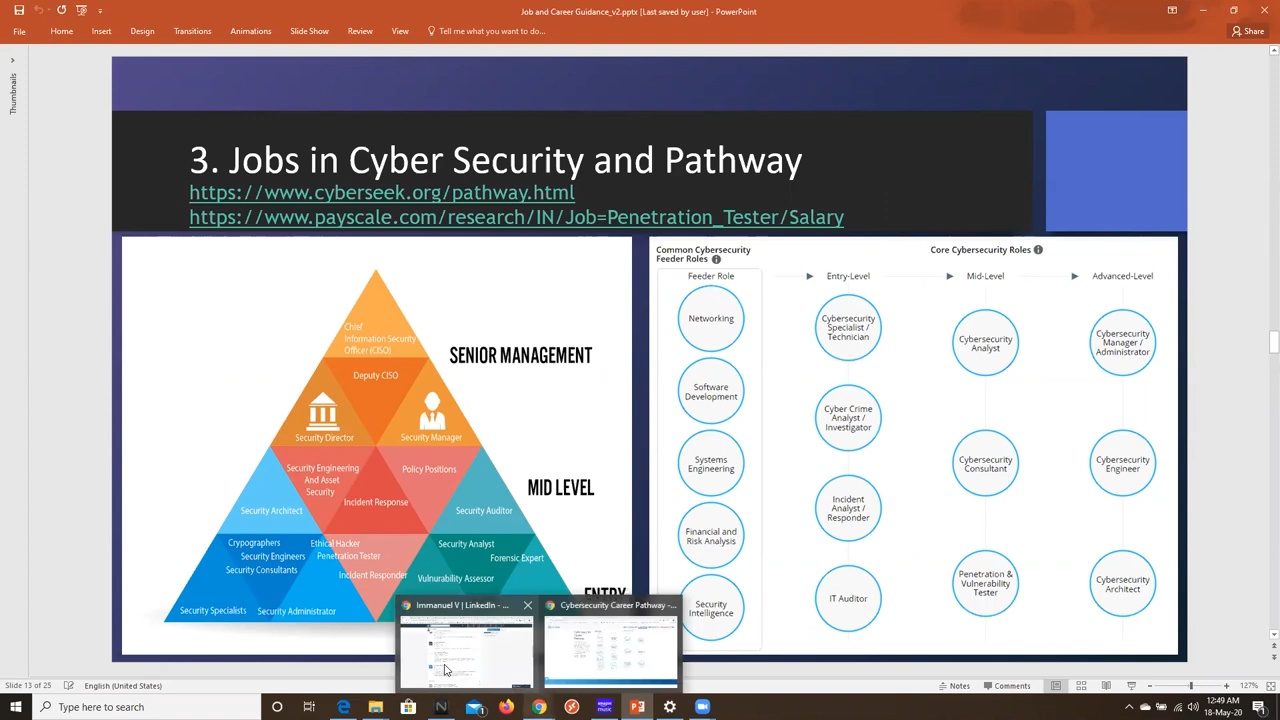 Job and Career Guidance_v2.pptx [Last saved by user] - PowerPoint
File Home Insert Design Transitions Animations Slide Show Review View Tell me what you want to do... Share
Thumbnails
3. Jobs in Cyber Security and Pathway
https://www.cyberseek.org/pathway.html
https://www.payscale.com/research/IN/Job=Penetration_Tester/Salary
Chief
Information Security
Officer (CISO)
SENIOR MANAGEMENT
Deputy CISO
Security Director
Security Manager
Security Engineering
And Asset
Security
Policy Positions
MID LEVEL
Incident Response
Security Architect
Security Auditor
Crypographers
Security Engineers
Security Consultants
Ethical Hacker
Penetration Tester
Incident Responder
Security Analyst
Forensic Expert
Vulnurability Assessor
ENTRY
Security Specialists
Security Administrator
Common Cybersecurity
Feeder Roles
Core Cybersecurity Roles
Feeder Role
Entry-Level
Mid-Level
Advanced-Level
Networking
Software
Development
Systems
Engineering
Financial and
Risk Analysis
Security
Intelligence
Cybersecurity
Specialist /
Technician
Cyber Crime
Analyst /
Investigator
Incident
Analyst /
Responder
IT Auditor
Cybersecurity
Analyst
Cybersecurity
Consultant
Penetration &
Vulnerability
Tester
Cybersecurity
Manager /
Administrator
Cybersecurity
Engineer
Cybersecurity
Architect
Immanuel V | LinkedIn - ...
Cybersecurity Career Pathway -...
Slide 13 of 25 English (United States) Notes Comments 127%
Type here to search
12:49 AM
18-May-20